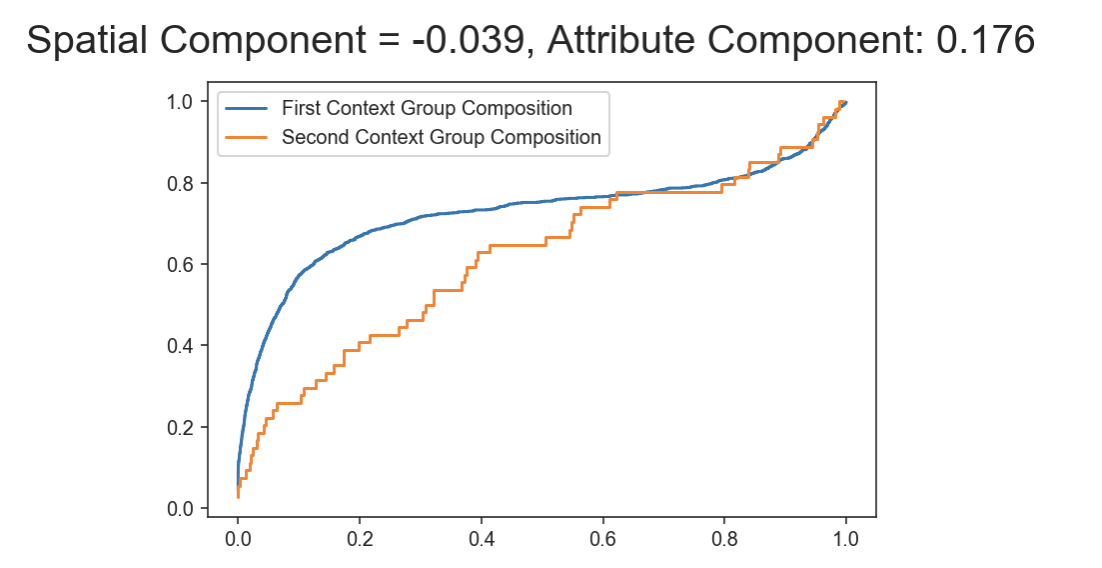 Spatial Component = -0.039, Attribute Component: 0.176
First Context Group Composition
Second Context Group Composition
1.0
0.8
0.6
0.4
0.2
0.0
0.0 0.2 0.4 0.6 0.8 1.0